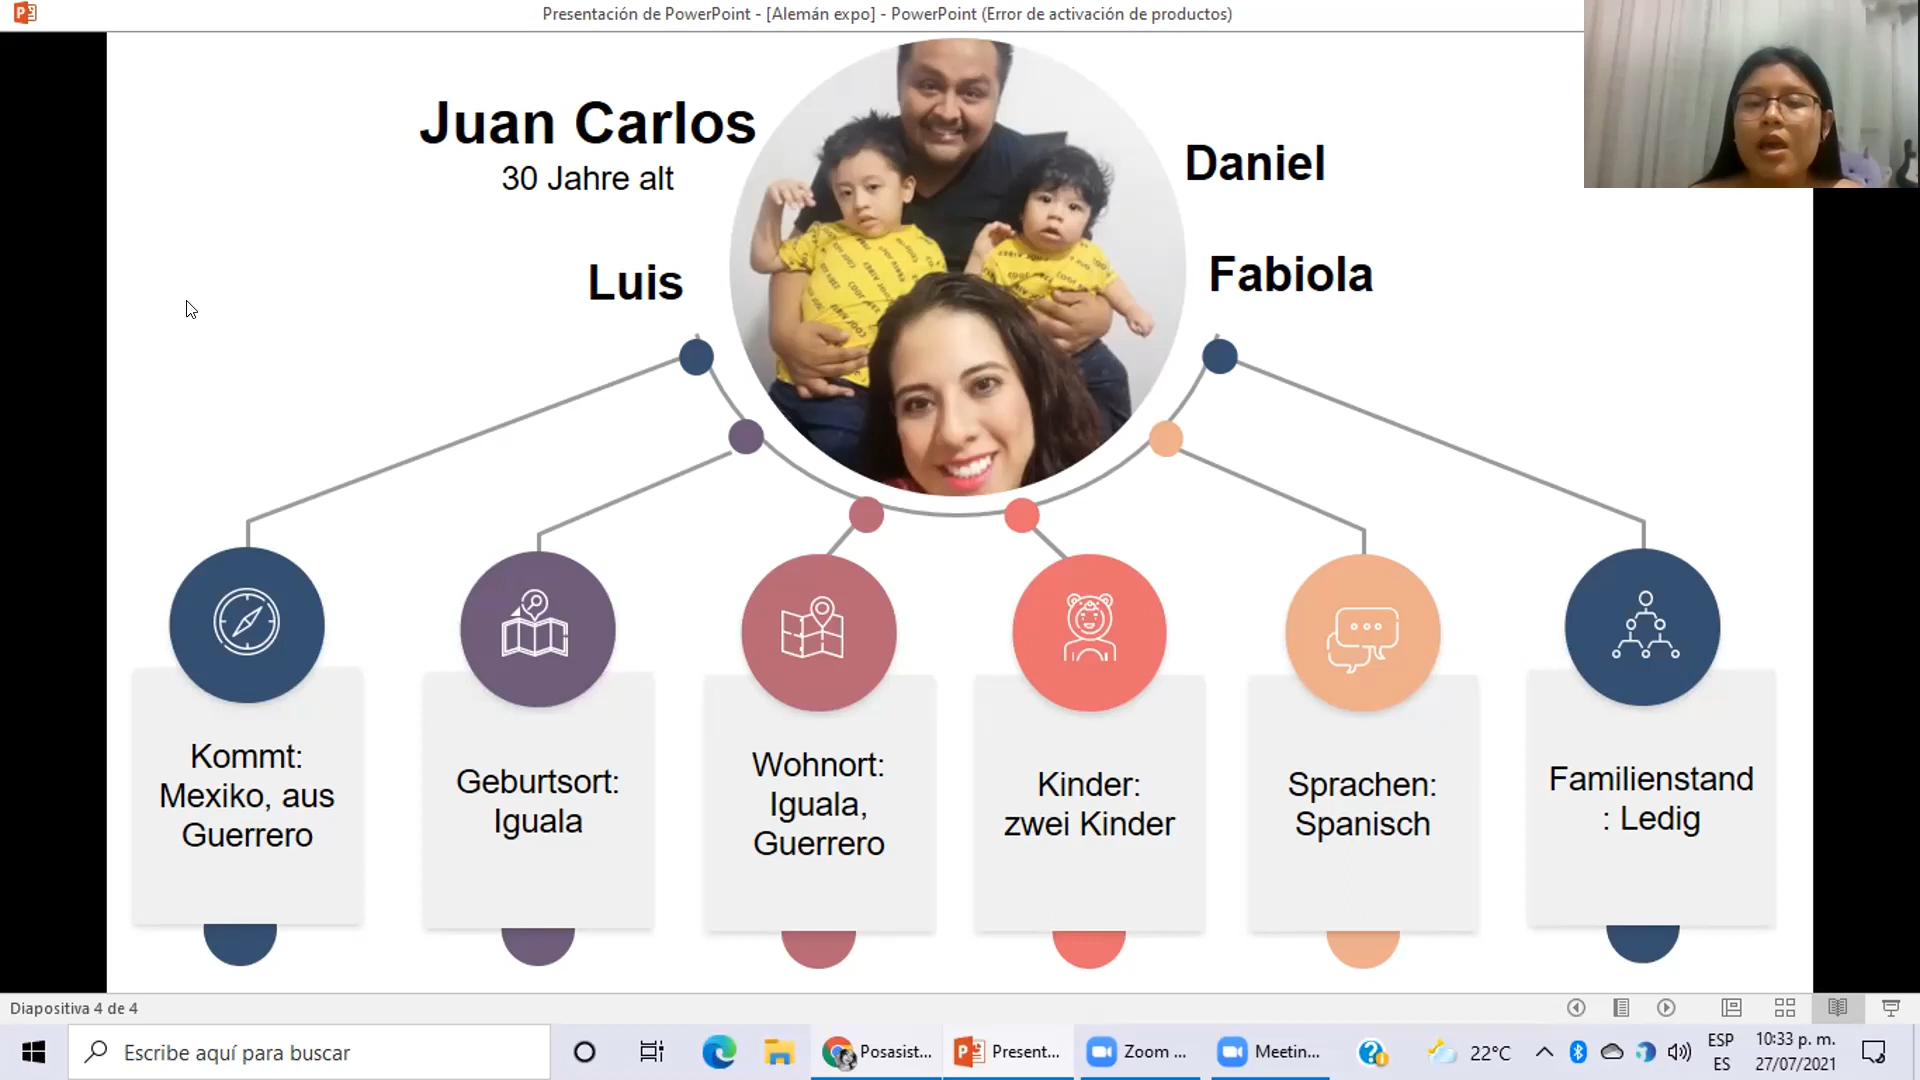 Presentación de PowerPoint - [Alemán expo] - PowerPoint (Error de activación de productos)
Juan Carlos
30 Jahre alt
Daniel
Luis
Fabiola
Kommt:
Mexiko, aus
Guerrero
Geburtsort:
Iguala
Wohnort:
Iguala,
Guerrero
Kinder:
zwei Kinder
Sprachen:
Spanisch
Familienstand
: Ledig
Diapositiva 4 de 4
Escribe aquí para buscar
Posasist...
Present...
Zoom ...
Meetin...
22°C
ESP
ES
10:33 p. m.
27/07/2021